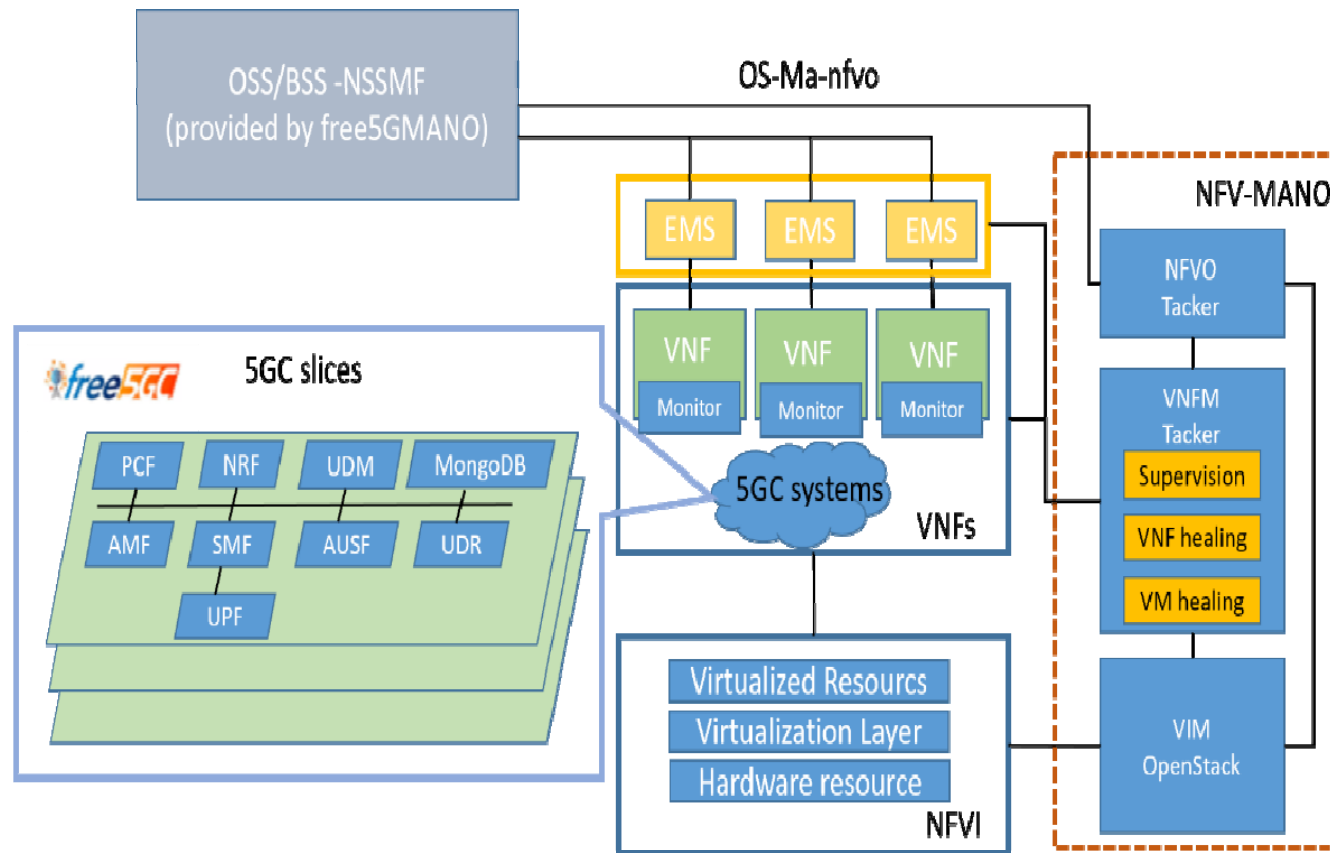 OSS/BSS -NSSMF
(provided by free5GMANO)
OS-Ma-nfvo
NFV-MANO
EMS
EMS
EMS
NFVO
Tacker
VNF
VNF
VNF
Monitor
Monitor
Monitor
5GC systems
VNFs
VNFM
Tacker
Supervision
VNF healing
VM healing
free5GC
5GC slices
PCF
NRF
UDM
MongoDB
AMF
SMF
AUSF
UDR
UPF
Virtualized Resourcs
Virtualization Layer
Hardware resource
NFVI
VIM
OpenStack